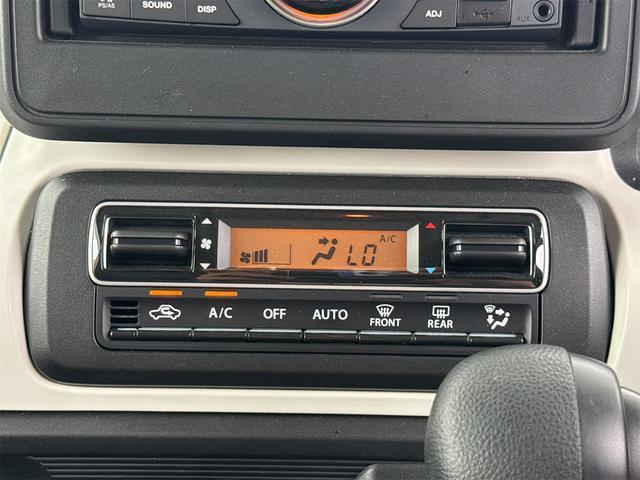 PS/AS SOUND DISP ADJ AUX
A/C
LO
A/C OFF AUTO FRONT REAR